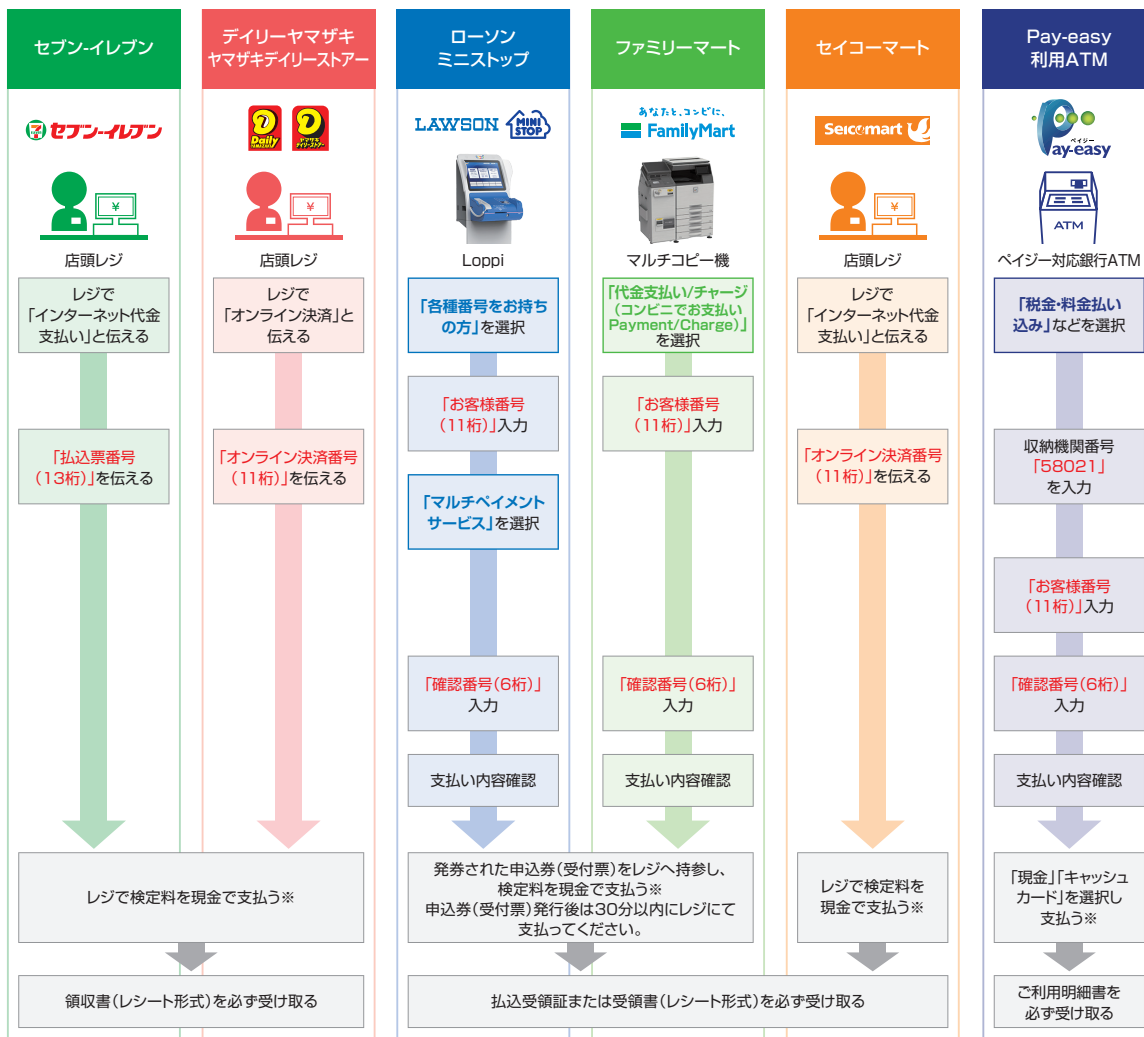 セブン-イレブン
デイリーヤマザキ
ヤマザキデイリーストアー
ローソン
ミニストップ
ファミリーマート
セイコーマート
Pay-easy
利用ATM
セブン-イレブン
Daily
YAMAZAKI
ヤマザキ
デイリーストアー
LAWSON
MINI
STOP
あなたと、コンビに、
FamilyMart
Seicomart
ペイジー
Pay-easy
¥
¥
¥
ATM
店頭レジ
店頭レジ
Loppi
マルチコピー機
店頭レジ
ペイジー対応銀行ATM
レジで
「インターネット代金
支払い」と伝える
レジで
「オンライン決済」と
伝える
「各種番号をお持ち
の方」を選択
「代金支払い/チャージ
(コンビニでお支払い
Payment/Charge)」
を選択
レジで
「インターネット代金
支払い」と伝える
「税金・料金払い
込み」などを選択
「お客様番号
(11桁)」入力
「お客様番号
(11桁)」入力
「払込票番号
(13桁)」を伝える
「オンライン決済番号
(11桁)」を伝える
「マルチペイメント
サービス」を選択
「オンライン決済番号
(11桁)」を伝える
収納機関番号
「58021」
を入力
「お客様番号
(11桁)」入力
「確認番号(6桁)」
入力
「確認番号(6桁)」
入力
「確認番号(6桁)」
入力
支払い内容確認
支払い内容確認
支払い内容確認
レジで検定料を現金で支払う※
発券された申込券(受付票)をレジへ持参し、
検定料を現金で支払う※
申込券(受付票)発行後は30分以内にレジにて
支払ってください。
レジで検定料を
現金で支払う※
「現金」「キャッシュ
カード」を選択し
支払う※
領収書(レシート形式)を必ず受け取る
払込受領証または受領書(レシート形式)を必ず受け取る
ご利用明細書を
必ず受け取る